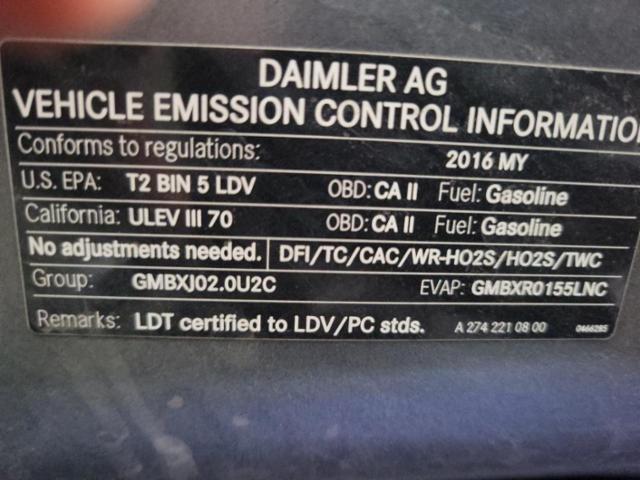 DAIMLER AG
VEHICLE EMISSION CONTROL INFORMATION
Conforms to regulations: 2016 MY
U.S. EPA: T2 BIN 5 LDV OBD: CA II Fuel: Gasoline
California: ULEV III 70 OBD: CA II Fuel: Gasoline
No adjustments needed. DFI/TC/CAC/WR-HO2S/HO2S/TWC
Group: GMBXJ02.0U2C EVAP: GMBXR0155LNC
Remarks: LDT certified to LDV/PC stds. A 274 221 08 00 0466285